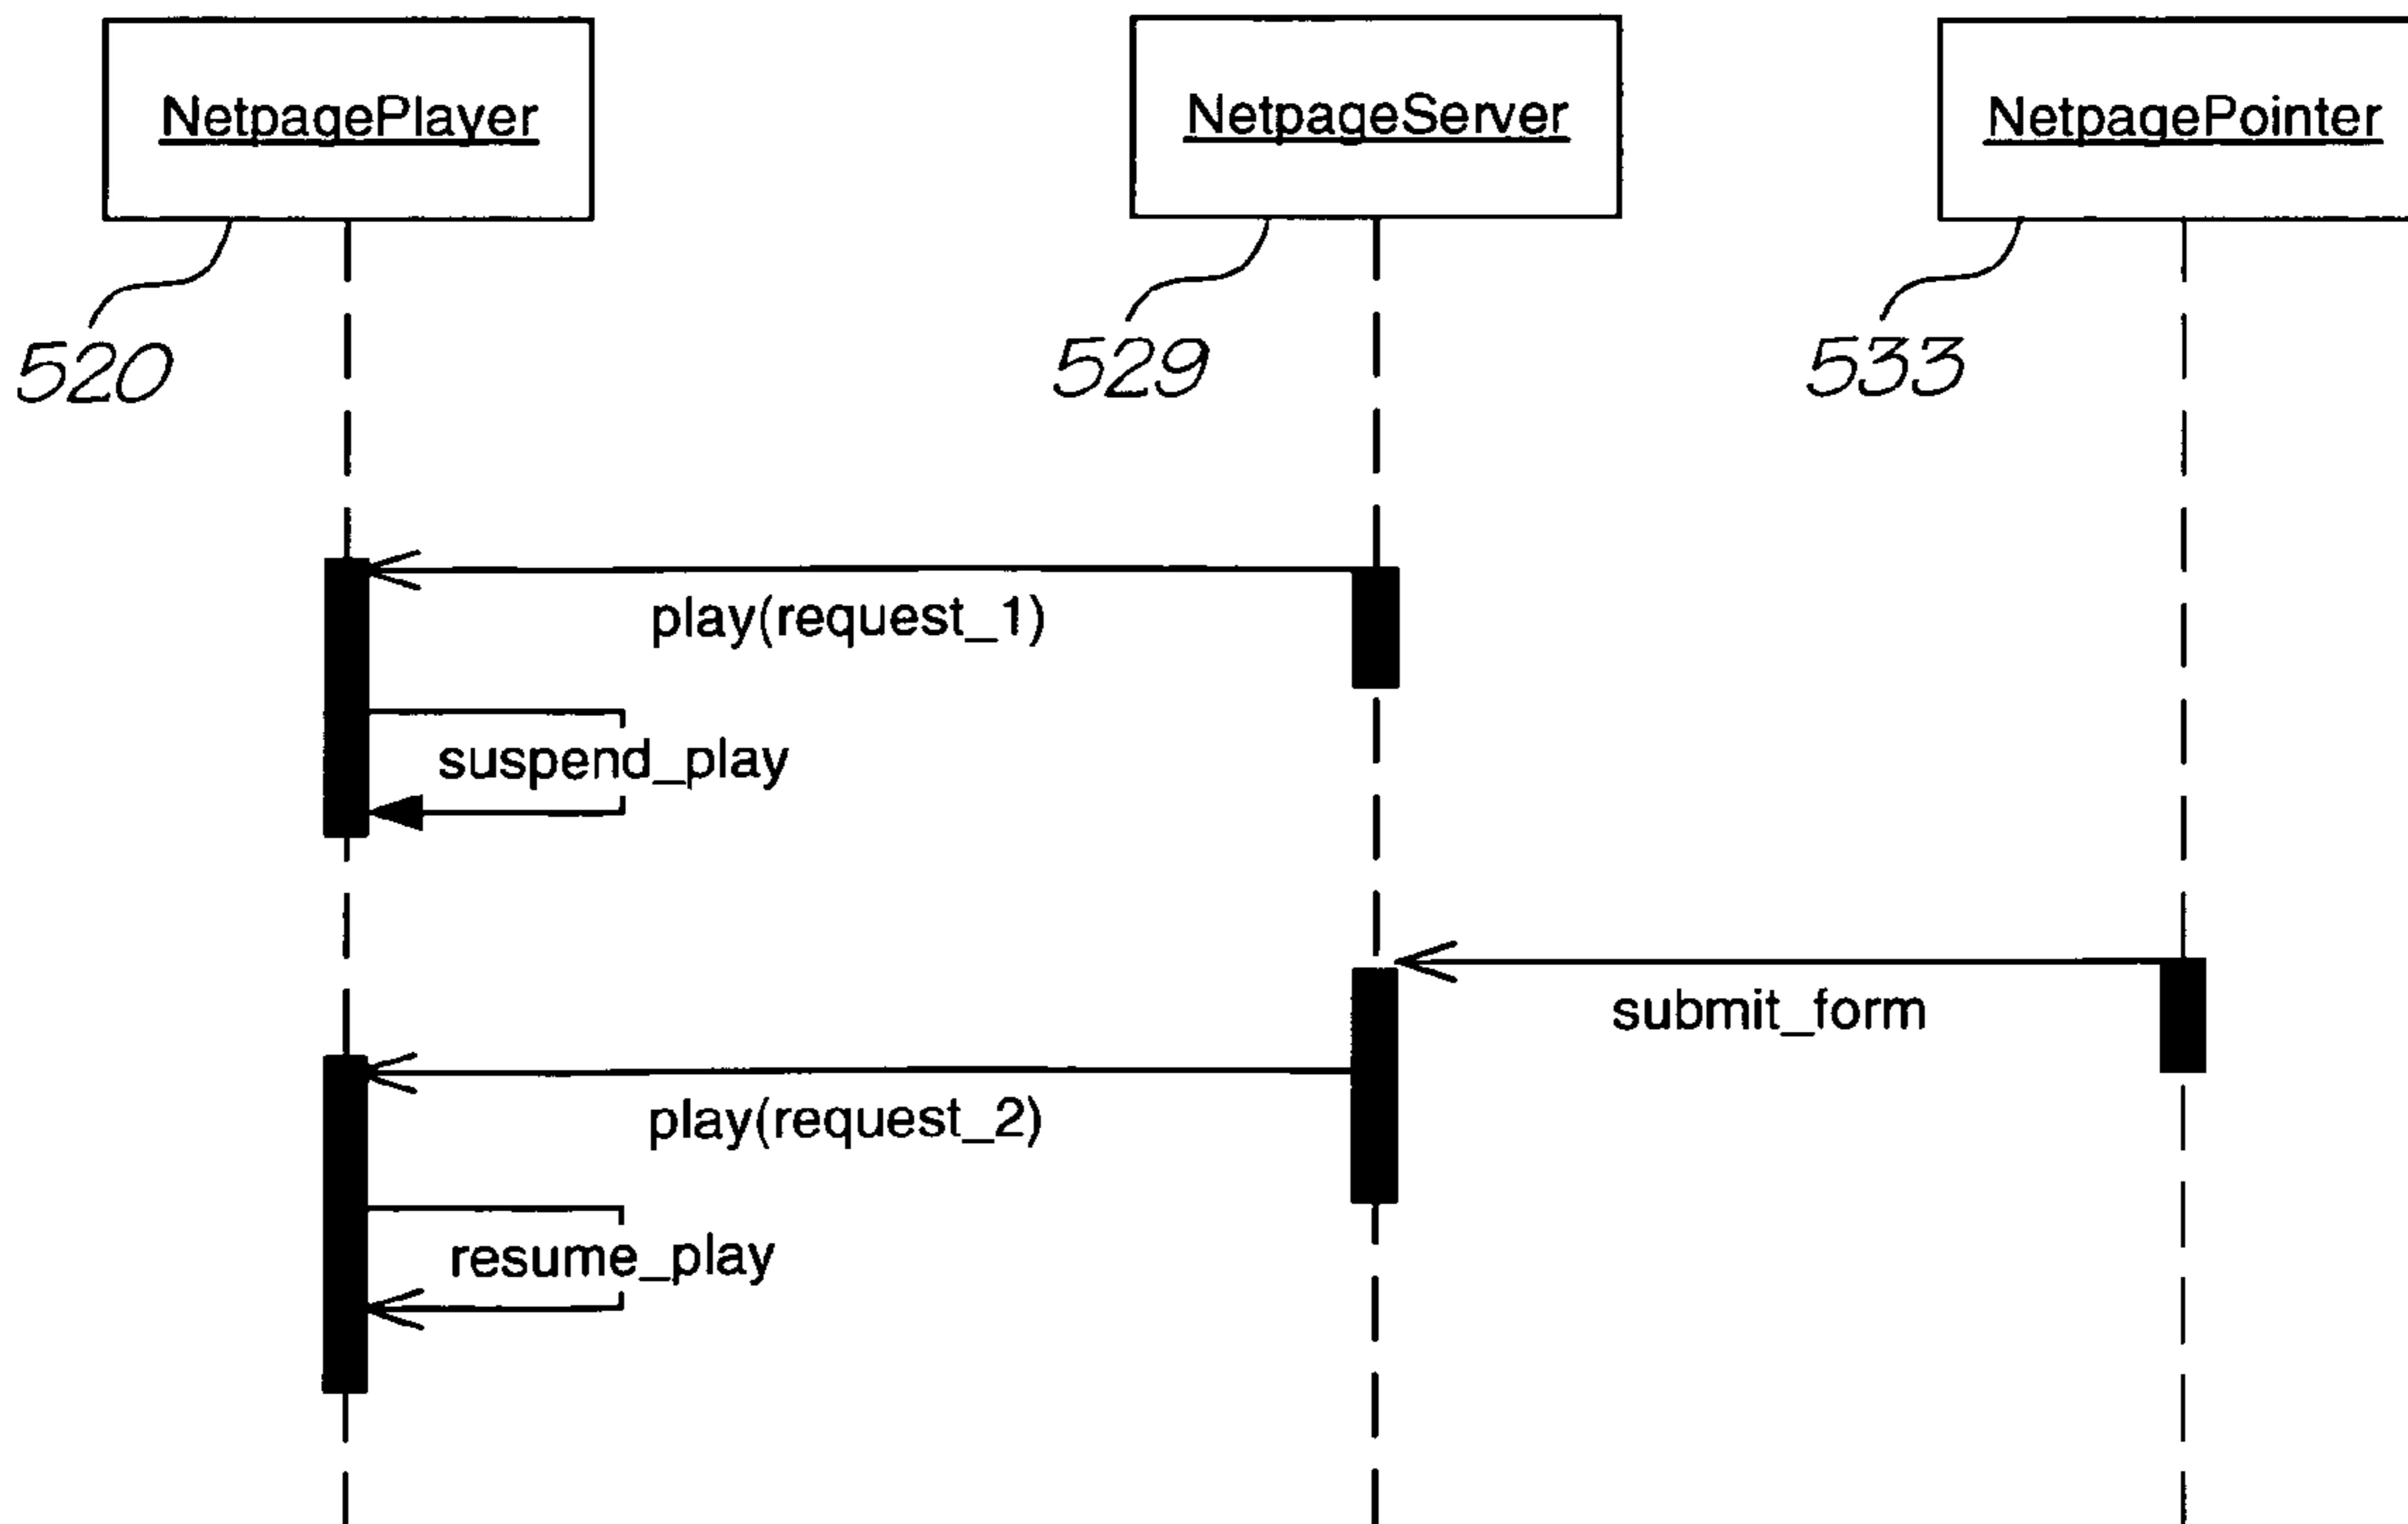 NetpagePlayer
NetpageServer
NetpagePointer
520
529
533
play(request_1)
suspend_play
submit_form
play(request_2)
resume_play